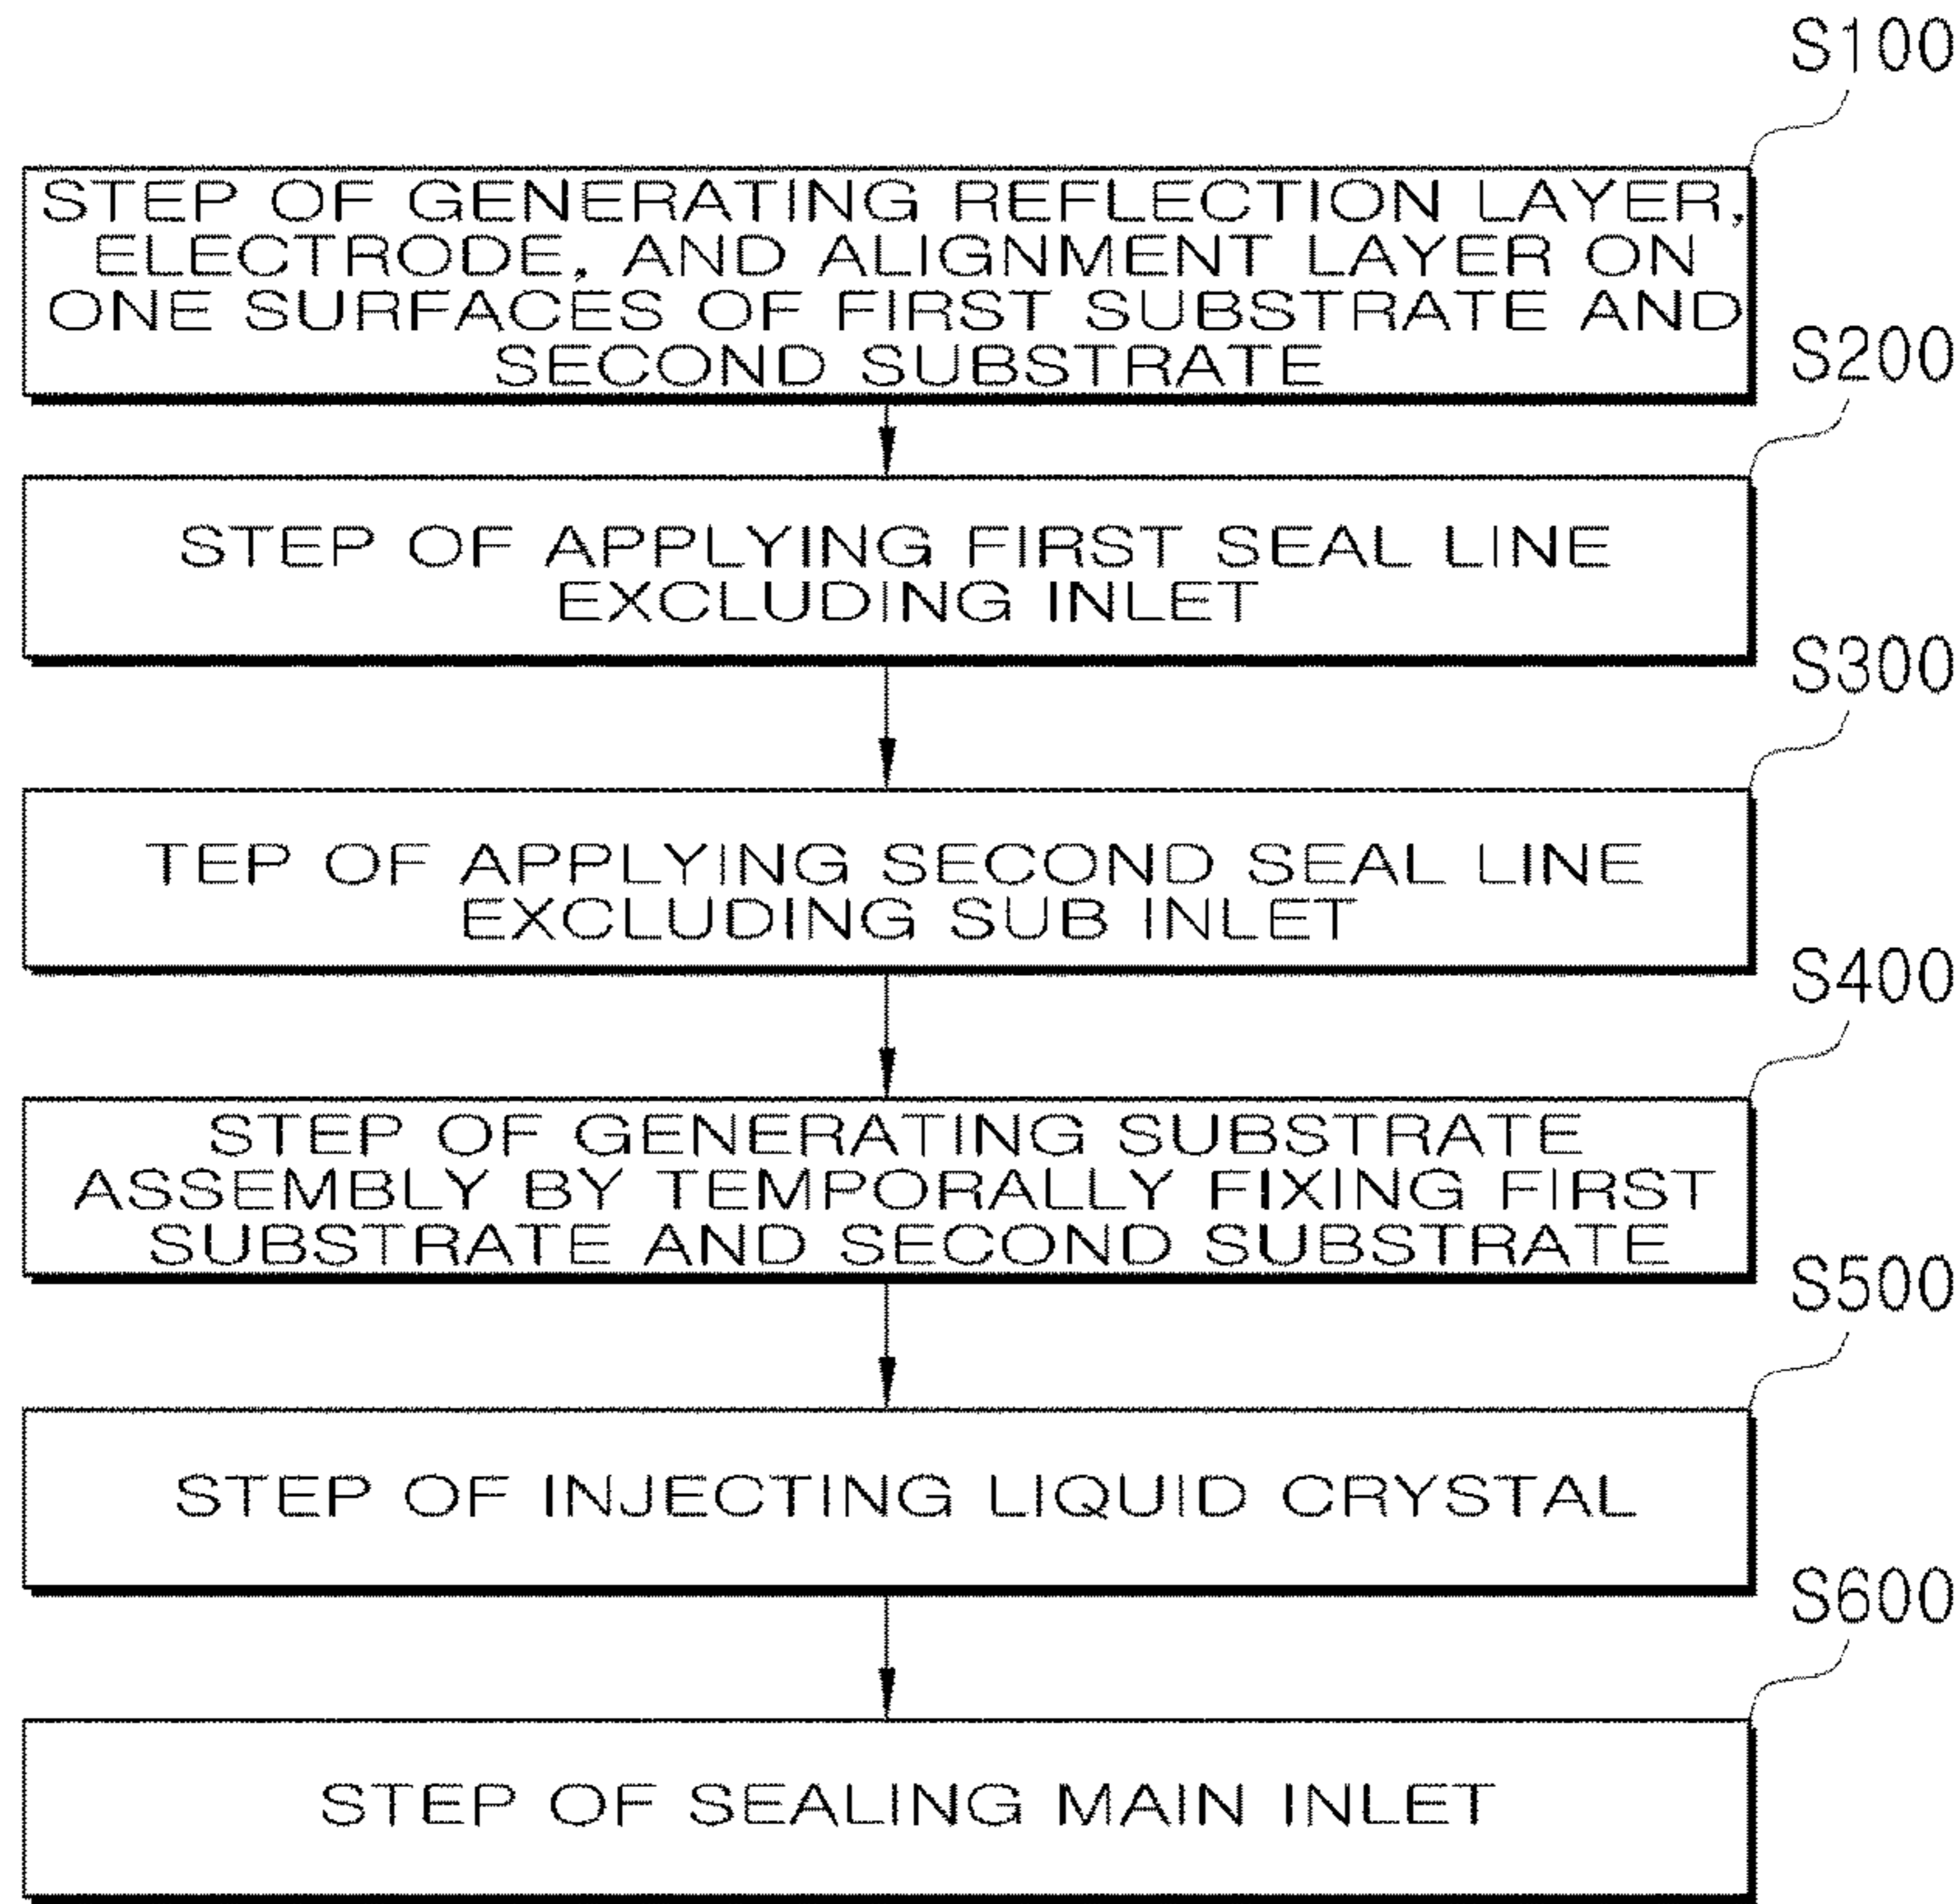 S100
STEP OF GENERATING REFLECTION LAYER,
ELECTRODE, AND ALIGNMENT LAYER ON
ONE SURFACES OF FIRST SUBSTRATE AND
SECOND SUBSTRATE
S200
STEP OF APPLYING FIRST SEAL LINE
EXCLUDING INLET
S300
TEP OF APPLYING SECOND SEAL LINE
EXCLUDING SUB INLET
S400
STEP OF GENERATING SUBSTRATE
ASSEMBLY BY TEMPORALLY FIXING FIRST
SUBSTRATE AND SECOND SUBSTRATE
S500
STEP OF INJECTING LIQUID CRYSTAL
S600
STEP OF SEALING MAIN INLET